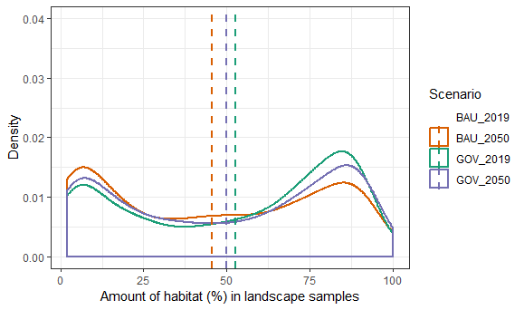 0.04
0.03
0.02
0.01
0.00
Density
0 25 50 75 100
Amount of habitat (%) in landscape samples
Scenario
BAU_2019
BAU_2050
GOV_2019
GOV_2050